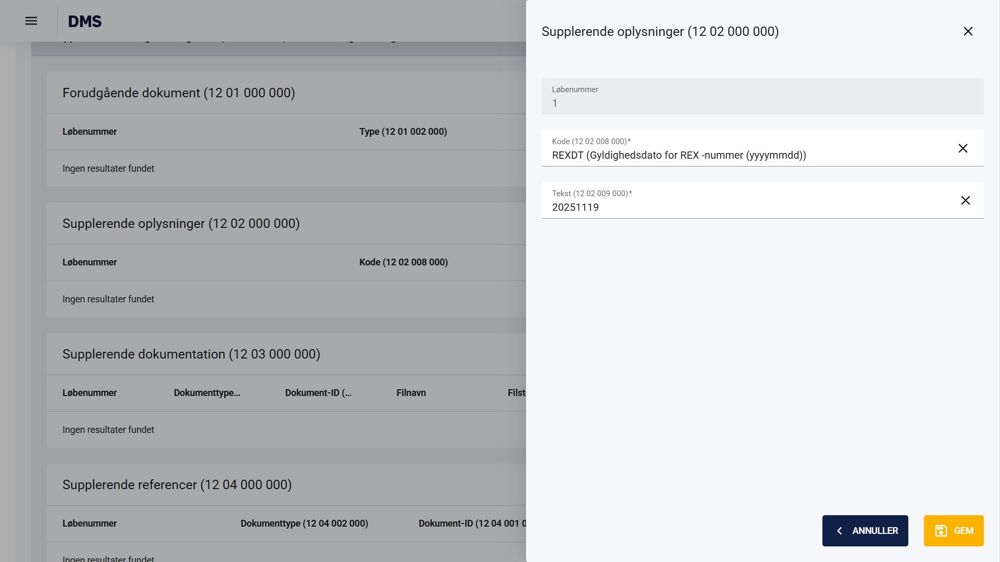 DMS
Forudgående dokument (12 01 000 000)
Løbenummer Type (12 01 002 000)
Ingen resultater fundet
Supplerende oplysninger (12 02 000 000)
Løbenummer Kode (12 02 008 000)
Ingen resultater fundet
Supplerende dokumentation (12 03 000 000)
Løbenummer Dokumenttype... Dokument-ID (... Filnavn Filst
Ingen resultater fundet
Supplerende referencer (12 04 000 000)
Løbenummer Dokumenttype (12 04 002 000) Dokument-ID (12 04 001 0
Ingen resultater fundet
Supplerende oplysninger (12 02 000 000)
Løbenummer
1
Kode (12 02 008 000)*
REXDT (Gyldighedsdato for REX -nummer (yyyymmdd))
Tekst (12 02 009 000)*
20251119
ANNULLER
GEM